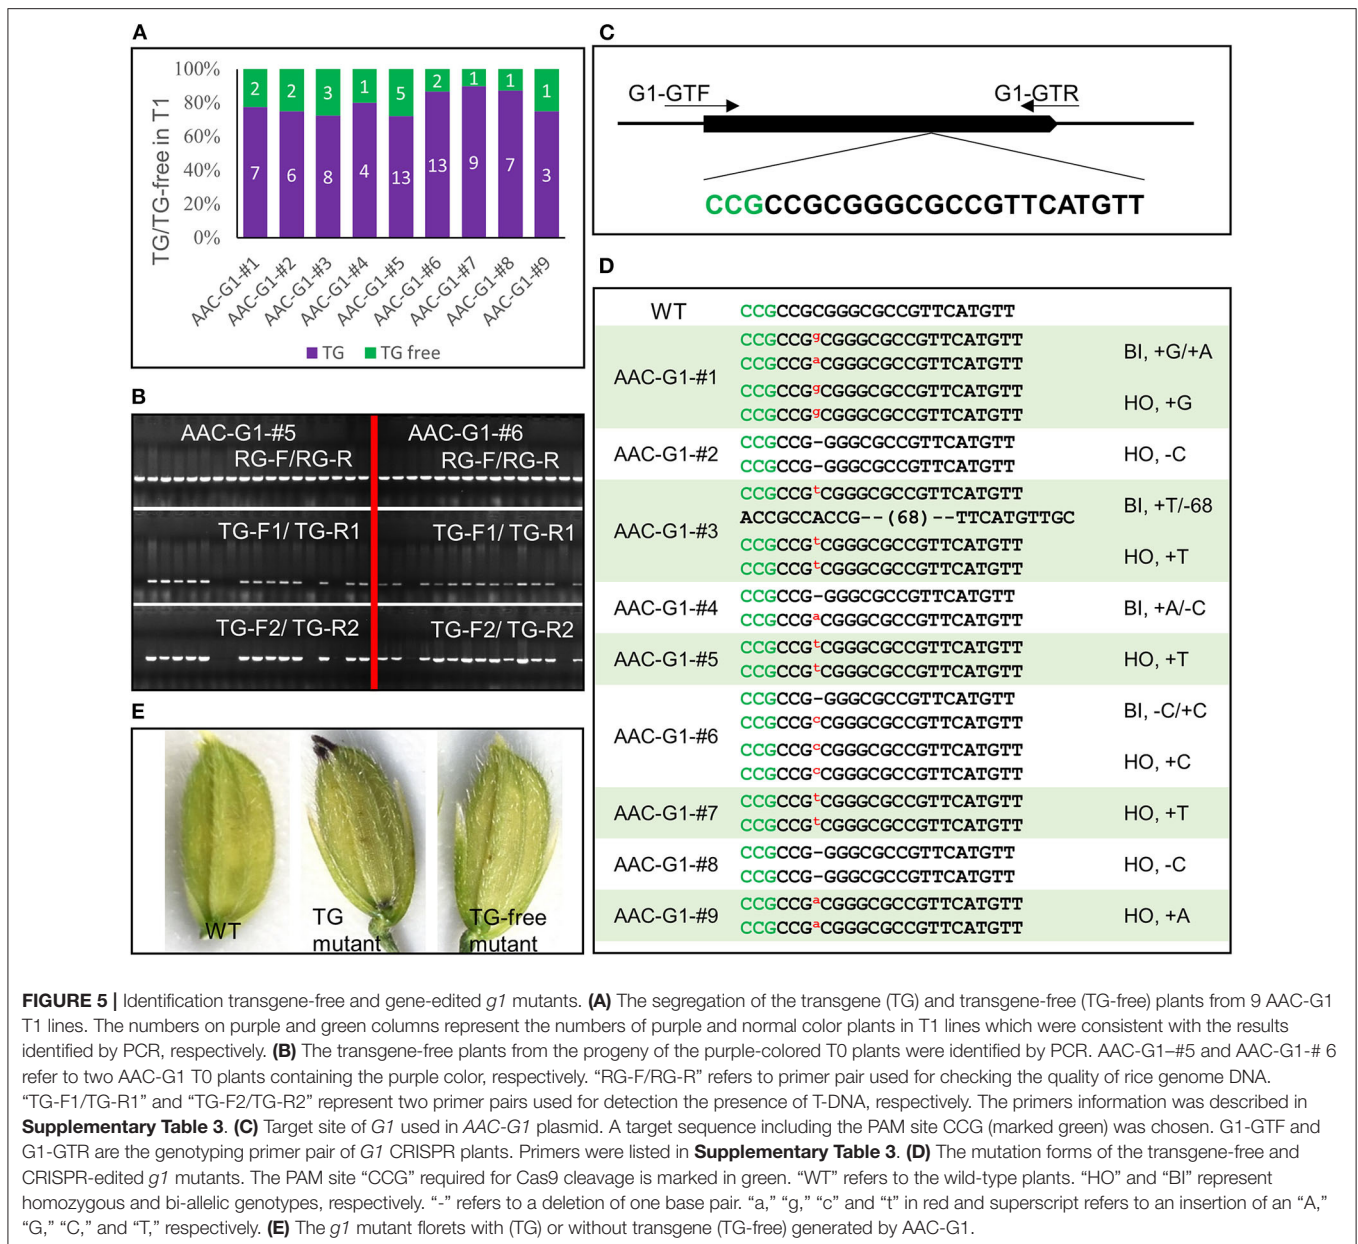 A
100%
80%
60%
40%
20%
0%
TG/TG-free in T1
2 2 3 1 5 2 1 1 1
7 6 8 4 13 13 9 7 3
AAC-G1-#1
AAC-G1-#2
AAC-G1-#3
AAC-G1-#4
AAC-G1-#5
AAC-G1-#6
AAC-G1-#7
AAC-G1-#8
AAC-G1-#9
TG TG free
B
AAC-G1-#5 AAC-G1-#6
RG-F/RG-R RG-F/RG-R
TG-F1/ TG-R1 TG-F1/ TG-R1
TG-F2/ TG-R2 TG-F2/ TG-R2
E
WT
TG
mutant
TG-free
mutant
C
G1-GTF G1-GTR
CCGCCGCGGGCGCCGTTCATGTT
D
WT CCGCCGCGGGCGCCGTTCATGTT
AAC-G1-#1
CCGCCGgCGGGCGCCGTTCATGTT
CCGCCGaCGGGCGCCGTTCATGTT
BI, +G/+A
CCGCCGgCGGGCGCCGTTCATGTT
CCGCCGgCGGGCGCCGTTCATGTT
HO, +G
AAC-G1-#2
CCGCCG-GGGCGCCGTTCATGTT
CCGCCG-GGGCGCCGTTCATGTT
HO, -C
AAC-G1-#3
CCGCCGtCGGGCGCCGTTCATGTT
ACCGCCACCG--(68)--TTCATGTTGC
BI, +T/-68
CCGCCGtCGGGCGCCGTTCATGTT
CCGCCGtCGGGCGCCGTTCATGTT
HO, +T
AAC-G1-#4
CCGCCG-GGGCGCCGTTCATGTT
CCGCCGaCGGGCGCCGTTCATGTT
BI, +A/-C
AAC-G1-#5
CCGCCGtCGGGCGCCGTTCATGTT
CCGCCGtCGGGCGCCGTTCATGTT
HO, +T
AAC-G1-#6
CCGCCG-GGGCGCCGTTCATGTT
CCGCCGcCGGGCGCCGTTCATGTT
BI, -C/+C
CCGCCGcCGGGCGCCGTTCATGTT
CCGCCGcCGGGCGCCGTTCATGTT
HO, +C
AAC-G1-#7
CCGCCGtCGGGCGCCGTTCATGTT
CCGCCGtCGGGCGCCGTTCATGTT
HO, +T
AAC-G1-#8
CCGCCG-GGGCGCCGTTCATGTT
CCGCCG-GGGCGCCGTTCATGTT
HO, -C
AAC-G1-#9
CCGCCGaCGGGCGCCGTTCATGTT
CCGCCGaCGGGCGCCGTTCATGTT
HO, +A
FIGURE 5 | Identification transgene-free and gene-edited g1 mutants. (A) The segregation of the transgene (TG) and transgene-free (TG-free) plants from 9 AAC-G1
T1 lines. The numbers on purple and green columns represent the numbers of purple and normal color plants in T1 lines which were consistent with the results
identified by PCR, respectively. (B) The transgene-free plants from the progeny of the purple-colored T0 plants were identified by PCR. AAC-G1–#5 and AAC-G1-# 6
refer to two AAC-G1 T0 plants containing the purple color, respectively. “RG-F/RG-R” refers to primer pair used for checking the quality of rice genome DNA.
“TG-F1/TG-R1” and “TG-F2/TG-R2” represent two primer pairs used for detection the presence of T-DNA, respectively. The primers information was described in
Supplementary Table 3. (C) Target site of G1 used in AAC-G1 plasmid. A target sequence including the PAM site CCG (marked green) was chosen. G1-GTF and
G1-GTR are the genotyping primer pair of G1 CRISPR plants. Primers were listed in Supplementary Table 3. (D) The mutation forms of the transgene-free and
CRISPR-edited g1 mutants. The PAM site “CCG” required for Cas9 cleavage is marked in green. “WT” refers to the wild-type plants. “HO” and “BI” represent
homozygous and bi-allelic genotypes, respectively. “-” refers to a deletion of one base pair. “a,” “g,” “c” and “t” in red and superscript refers to an insertion of an “A,”
“G,” “C,” and “T,” respectively. (E) The g1 mutant florets with (TG) or without transgene (TG-free) generated by AAC-G1.